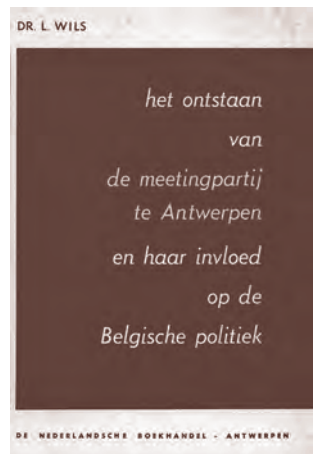 DR. L. WILS
het ontstaan
van
de meetingpartij
te Antwerpen
en haar invloed
op de
Belgische politiek
DE NEDERLANDSCHE BOEKHANDEL - ANTWERPEN